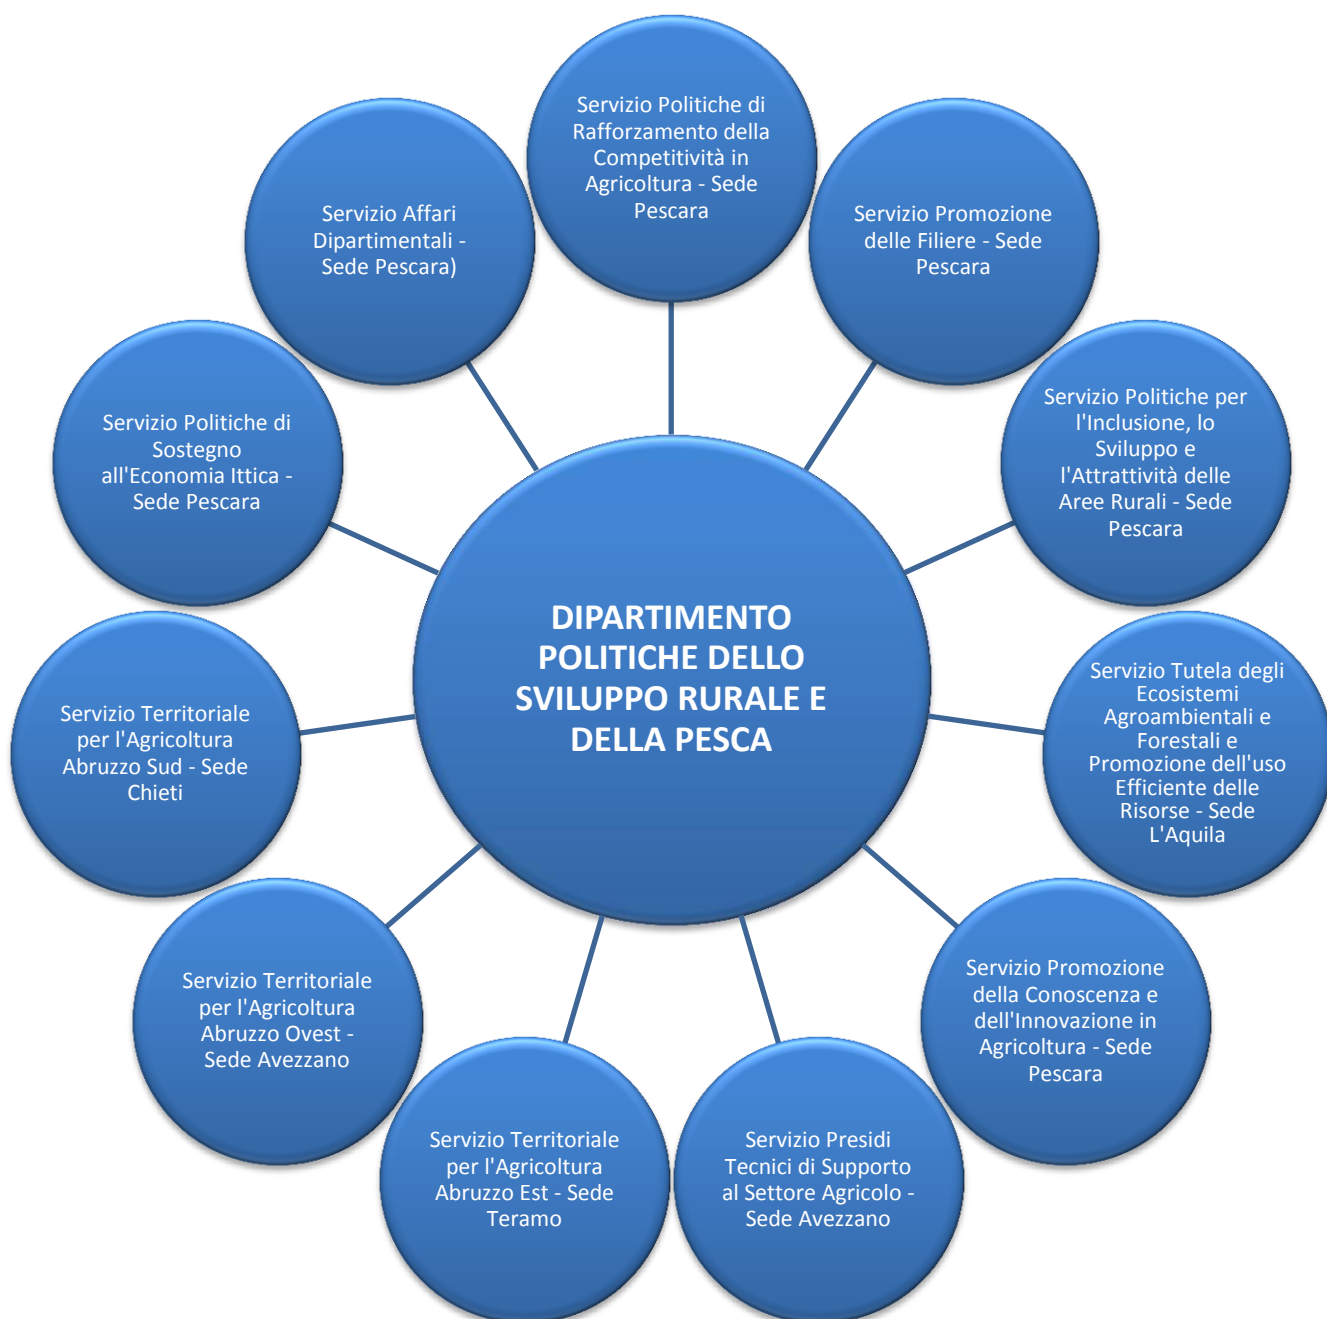 Servizio Politiche di
Rafforzamento della
Competitività in
Agricoltura - Sede
Pescara
Servizio Promozione
delle Filiere - Sede
Pescara
Servizio Politiche per
l'Inclusione, lo
Sviluppo e
l'Attrattività delle
Aree Rurali - Sede
Pescara
Servizio Tutela degli
Ecosistemi
Agroambientali e
Forestali e
Promozione dell'uso
Efficiente delle
Risorse - Sede
L'Aquila
Servizio Promozione
della Conoscenza e
dell'Innovazione in
Agricoltura - Sede
Pescara
Servizio Presidi
Tecnici di Supporto
al Settore Agricolo -
Sede Avezzano
Servizio Territoriale
per l'Agricoltura
Abruzzo Est - Sede
Teramo
Servizio Territoriale
per l'Agricoltura
Abruzzo Ovest -
Sede Avezzano
Servizio Territoriale
per l'Agricoltura
Abruzzo Sud - Sede
Chieti
Servizio Politiche di
Sostegno
all'Economia Ittica -
Sede Pescara
Servizio Affari
Dipartimentali -
Sede Pescara)
DIPARTIMENTO
POLITICHE DELLO
SVILUPPO RURALE E
DELLA PESCA